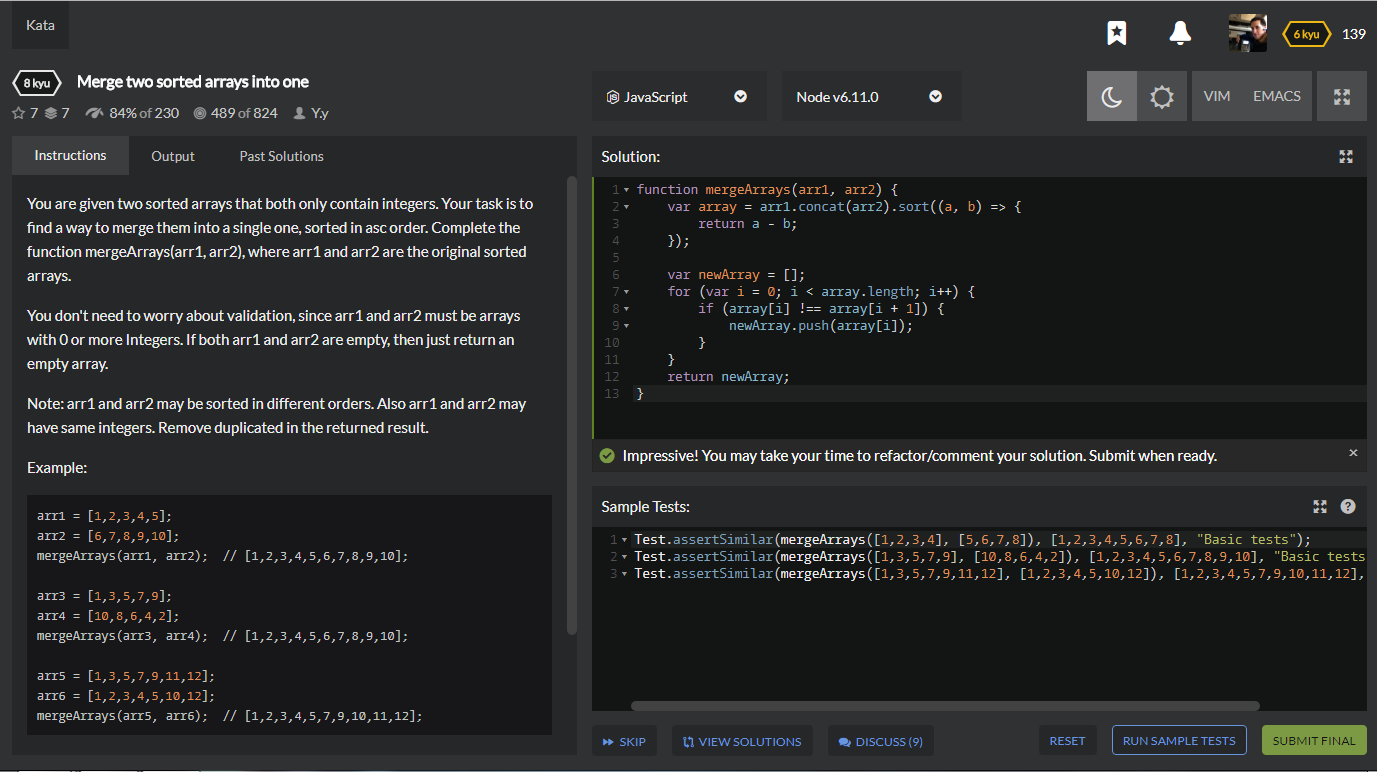 Kata
6 kyu 139
8 kyu Merge two sorted arrays into one
7 7 84% of 230 489 of 824 Y.y
JavaScript Node v6.11.0 VIM EMACS
Instructions Output Past Solutions
You are given two sorted arrays that both only contain integers. Your task is to
find a way to merge them into a single one, sorted in asc order. Complete the
function mergeArrays(arr1, arr2), where arr1 and arr2 are the original sorted
arrays.
You don't need to worry about validation, since arr1 and arr2 must be arrays
with 0 or more Integers. If both arr1 and arr2 are empty, then just return an
empty array.
Note: arr1 and arr2 may be sorted in different orders. Also arr1 and arr2 may
have same integers. Remove duplicated in the returned result.
Example:
arr1 = [1,2,3,4,5];
arr2 = [6,7,8,9,10];
mergeArrays(arr1, arr2);  // [1,2,3,4,5,6,7,8,9,10];
arr3 = [1,3,5,7,9];
arr4 = [10,8,6,4,2];
mergeArrays(arr3, arr4);  // [1,2,3,4,5,6,7,8,9,10];
arr5 = [1,3,5,7,9,11,12];
arr6 = [1,2,3,4,5,10,12];
mergeArrays(arr5, arr6);  // [1,2,3,4,5,7,9,10,11,12];
Solution:
1 function mergeArrays(arr1, arr2) {
2     var array = arr1.concat(arr2).sort((a, b) => {
3         return a - b;
4     });
5
6     var newArray = [];
7     for (var i = 0; i < array.length; i++) {
8         if (array[i] !== array[i + 1]) {
9             newArray.push(array[i]);
10         }
11     }
12     return newArray;
13 }
Impressive! You may take your time to refactor/comment your solution. Submit when ready. ×
Sample Tests: ?
1 Test.assertSimilar(mergeArrays([1,2,3,4], [5,6,7,8]), [1,2,3,4,5,6,7,8], "Basic tests");
2 Test.assertSimilar(mergeArrays([1,3,5,7,9], [10,8,6,4,2]), [1,2,3,4,5,6,7,8,9,10], "Basic tests
3 Test.assertSimilar(mergeArrays([1,3,5,7,9,11,12], [1,2,3,4,5,10,12]), [1,2,3,4,5,7,9,10,11,12],
SKIP VIEW SOLUTIONS DISCUSS (9) RESET RUN SAMPLE TESTS SUBMIT FINAL